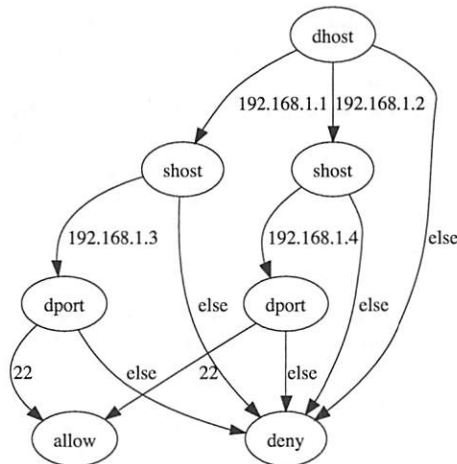 dhost
192.168.1.1 192.168.1.2
shost shost
192.168.1.3 192.168.1.4 else
dport else dport else
22 else 22 else
allow deny